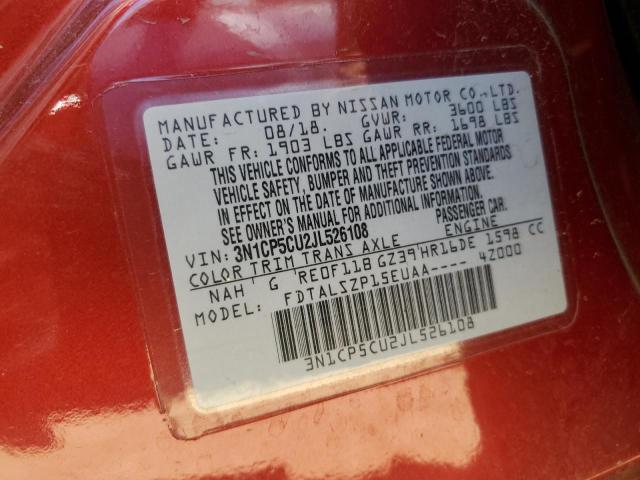 MANUFACTURED BY NISSAN MOTOR CO.,LTD.
DATE: 08/18. GVWR: 3600 LBS
GAWR FR: 1903 LBS GAWR RR: 1698 LBS
THIS VEHICLE CONFORMS TO ALL APPLICABLE FEDERAL MOTOR
VEHICLE SAFETY, BUMPER AND THEFT PREVENTION STANDARDS
IN EFFECT ON THE DATE OF MANUFACTURE SHOWN ABOVE.
SEE OWNER'S MANUAL FOR ADDITIONAL INFORMATION.
VIN: 3N1CP5CU2JL526108 PASSENGER CAR.
COLOR TRIM TRANS AXLE ENGINE
NAH G RE0F11B GZ39 HR16DE 1598 CC
MODEL: FDTALSZP15EUAA---- 4Z000
3N1CP5CU2JL526108